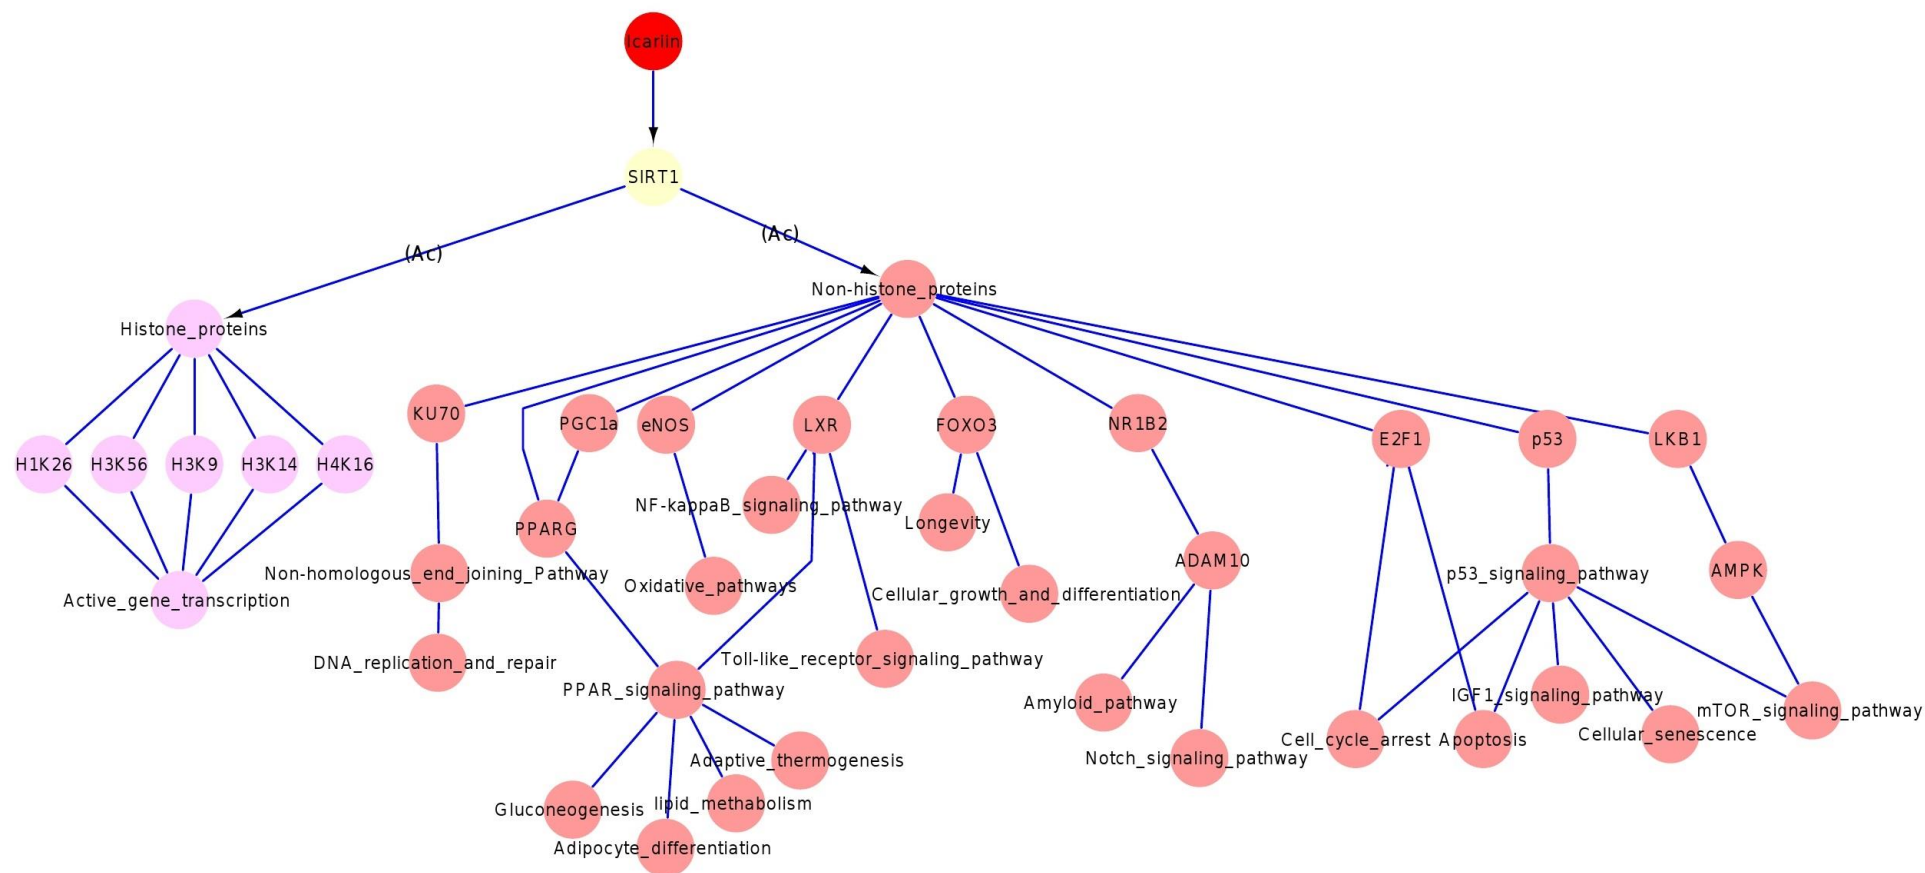 Icariin
SIRT1
(Ac)
(Ac)
Non-histone_proteins
Histone_proteins
KU70
PGC1a
eNOS
LXR
FOXO3
NR1B2
E2F1
p53
LKB1
H1K26
H3K56
H3K9
H3K14
H4K16
NF-kappaB_signaling_pathway
Longevity
PPARG
ADAM10
Non-homologous_end_joining_Pathway
p53_signaling_pathway
AMPK
Oxidative_pathways
Cellular_growth_and_differentiation
Active_gene_transcription
DNA_replication_and_repair
Toll-like_receptor_signaling_pathway
PPAR_signaling_pathway
Amyloid_pathway
IGF1_signaling_pathway
mTOR_signaling_pathway
Cellular_senescence
Cell_cycle_arrest
Apoptosis
Notch_signaling_pathway
Adaptive_thermogenesis
Gluconeogenesis
lipid_methabolism
Adipocyte_differentiation